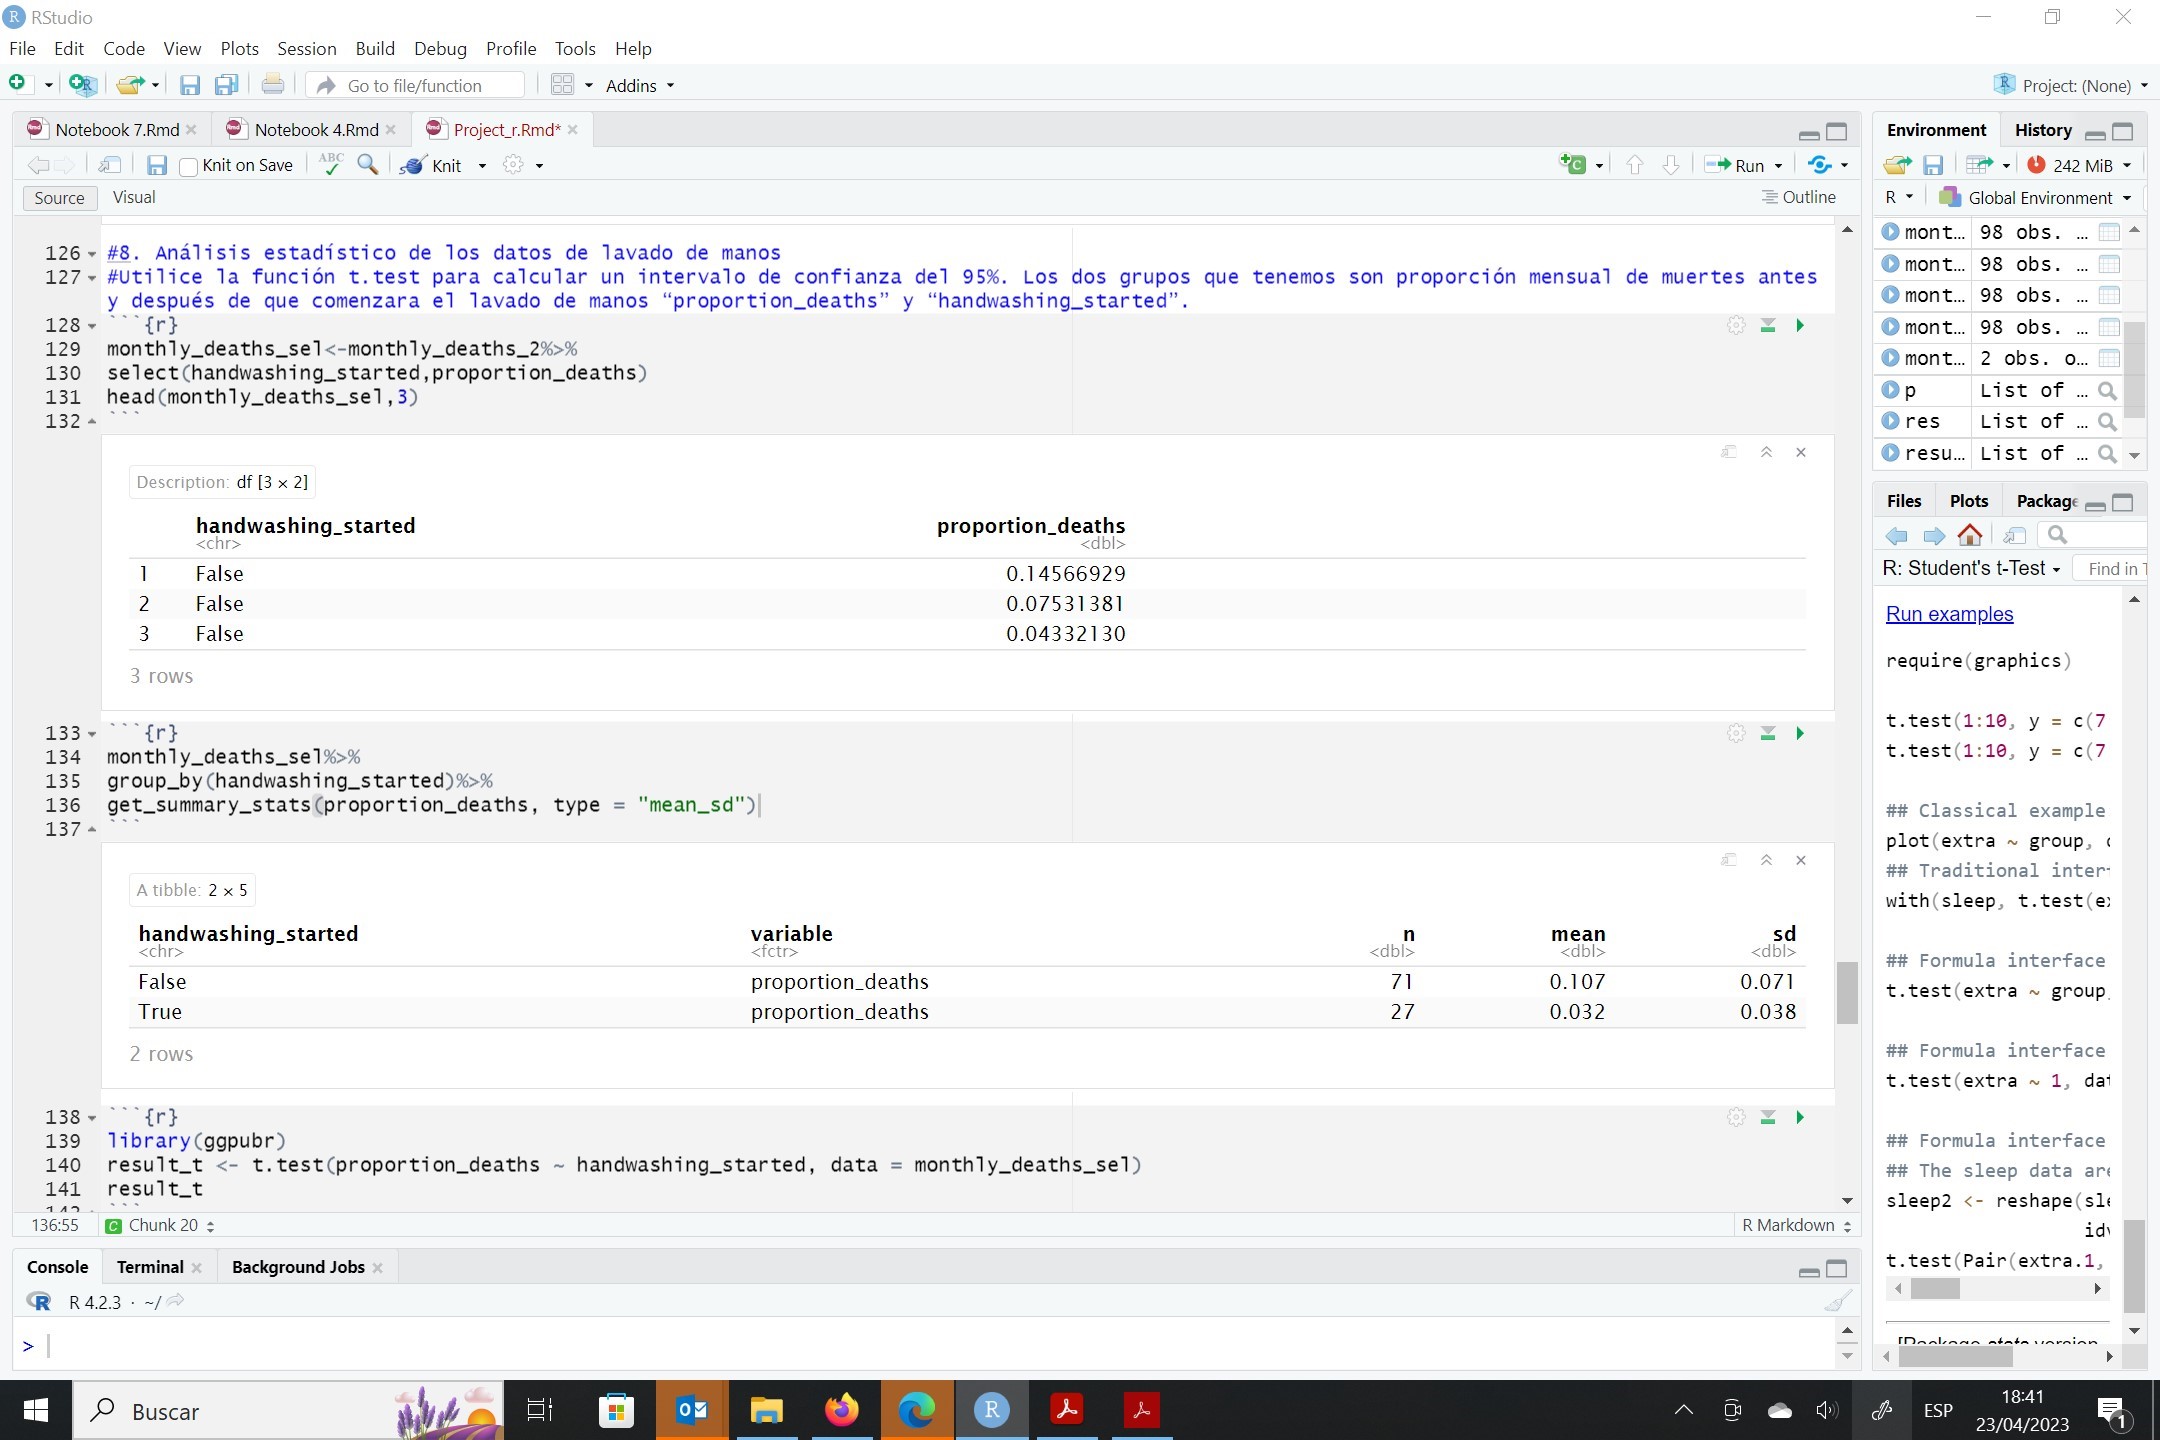 RStudio
File Edit Code View Plots Session Build Debug Profile Tools Help
Go to file/function Addins Project: (None)
Notebook 7.Rmd Notebook 4.Rmd Project_r.Rmd*
Knit on Save ABC Knit Run
Source Visual Outline
126 #8. Análisis estadístico de los datos de lavado de manos
127 #Utilice la función t.test para calcular un intervalo de confianza del 95%. Los dos grupos que tenemos son proporción mensual de muertes antes
y después de que comenzara el lavado de manos “proportion_deaths” y “handwashing_started”.
128 ```{r}
129 monthly_deaths_sel<-monthly_deaths_2%>%
130 select(handwashing_started,proportion_deaths)
131 head(monthly_deaths_sel,3)
132 ```
Description: df [3 × 2]
handwashing_started proportion_deaths
<chr> <dbl>
1 False 0.14566929
2 False 0.07531381
3 False 0.04332130
3 rows
133 ```{r}
134 monthly_deaths_sel%>%
135 group_by(handwashing_started)%>%
136 get_summary_stats(proportion_deaths, type = "mean_sd")
137 ```
A tibble: 2 × 5
handwashing_started variable n mean sd
<chr> <fctr> <dbl> <dbl> <dbl>
False proportion_deaths 71 0.107 0.071
True proportion_deaths 27 0.032 0.038
2 rows
138 ```{r}
139 library(ggpubr)
140 result_t <- t.test(proportion_deaths ~ handwashing_started, data = monthly_deaths_sel)
141 result_t
142 ```
136:55 C Chunk 20 R Markdown
Console Terminal Background Jobs
R 4.2.3 · ~/
>
Environment History
242 MiB
R Global Environment
mont... 98 obs. ...
mont... 98 obs. ...
mont... 98 obs. ...
mont... 98 obs. ...
mont... 2 obs. o...
p List of ...
res List of ...
resu... List of ...
Files Plots Package
R: Student's t-Test Find in T
Run examples
require(graphics)
t.test(1:10, y = c(7
t.test(1:10, y = c(7
## Classical example
plot(extra ~ group, d
## Traditional inter
with(sleep, t.test(ex
## Formula interface
t.test(extra ~ group,
## Formula interface
t.test(extra ~ 1, dat
## Formula interface
## The sleep data are
sleep2 <- reshape(sle
idv
t.test(Pair(extra.1,
[Package stats version
Buscar
ESP
18:41
23/04/2023
1